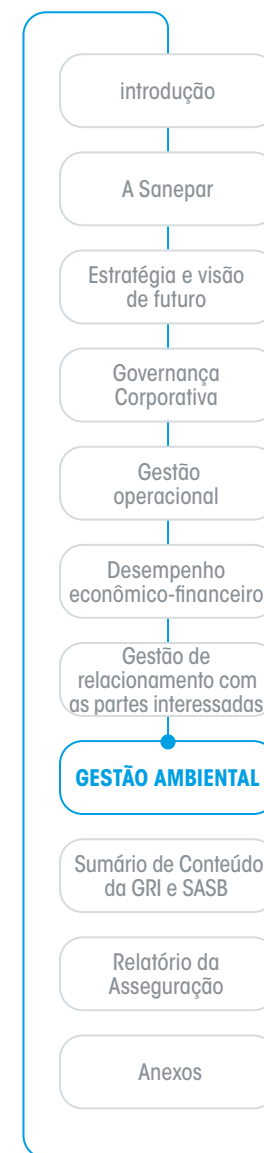 introdução
A Sanepar
Estratégia e visão
de futuro
Governança
Corporativa
Gestão
operacional
Desempenho
econômico-financeiro
Gestão de
relacionamento com
as partes interessadas
GESTÃO AMBIENTAL
Sumário de Conteúdo
da GRI e SASB
Relatório da
Asseguração
Anexos